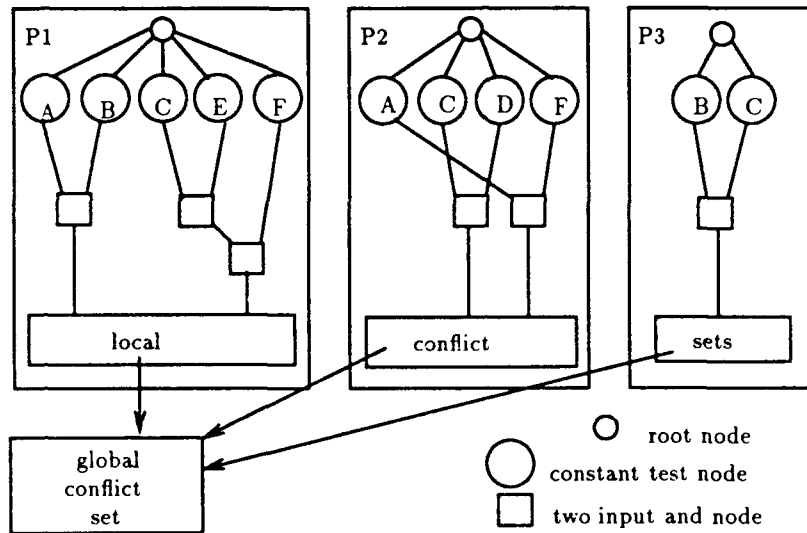 P1
P2
P3
A B C E F
A C D F
B C
local
conflict
sets
global
conflict
set
root node
constant test node
two input and node